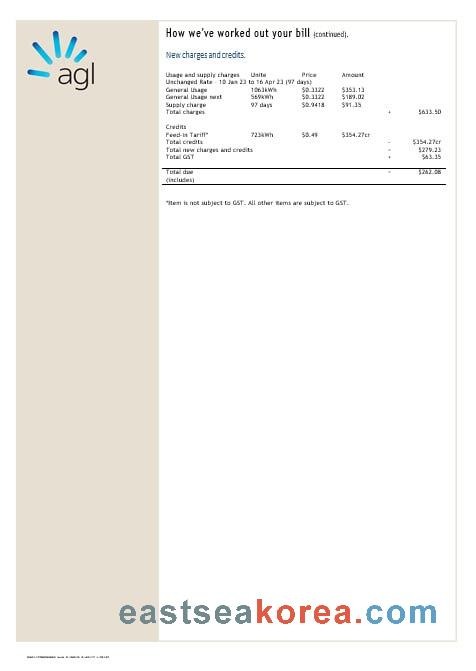 agl
How we've worked out your bill (continued).
New charges and credits.
Usage and supply charges Units Price Amount
Unchanged Rate - 10 Jan 23 to 16 Apr 23 (97 days)
General Usage 1063kWh $0.3322 $353.13
General Usage next 569kWh $0.3322 $189.02
Supply charge 97 days $0.9418 $91.35
Total charges + $633.50
Credits
Feed-in Tariff* 723kWh $0.49 $354.27cr
Total credits - $354.27cr
Total new charges and credits = $279.23
Total GST + $63.35
Total due = $262.08
(includes)
*Item is not subject to GST. All other items are subject to GST.
eastseakorea.com